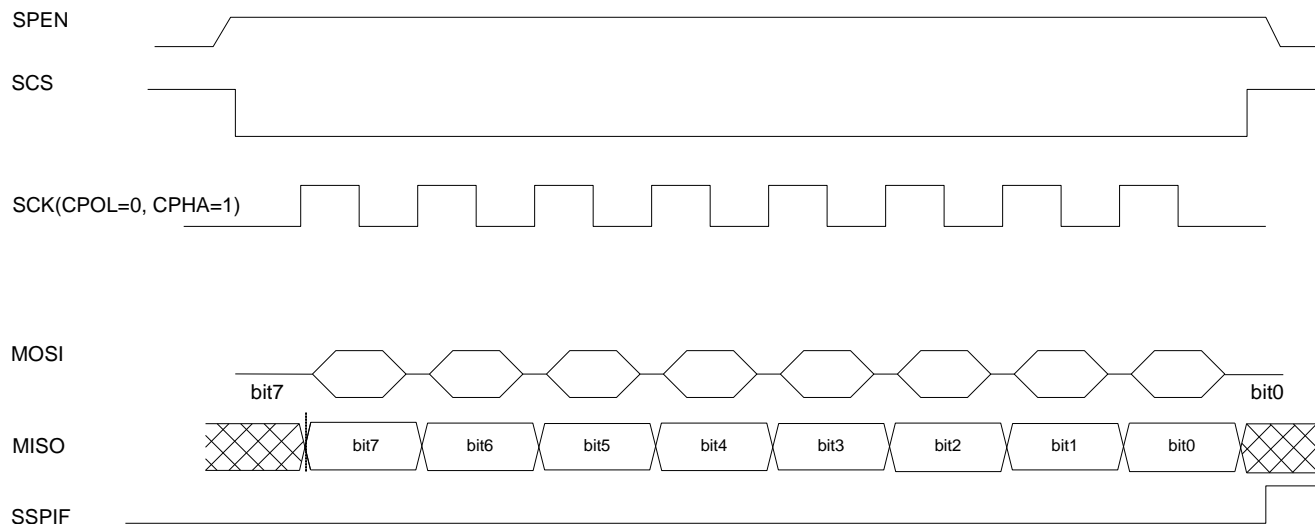 SPEN
SCS
SCK(CPOL=0, CPHA=1)
MOSI
bit7
bit0
MISO
bit7
bit6
bit5
bit4
bit3
bit2
bit1
bit0
SSPIF